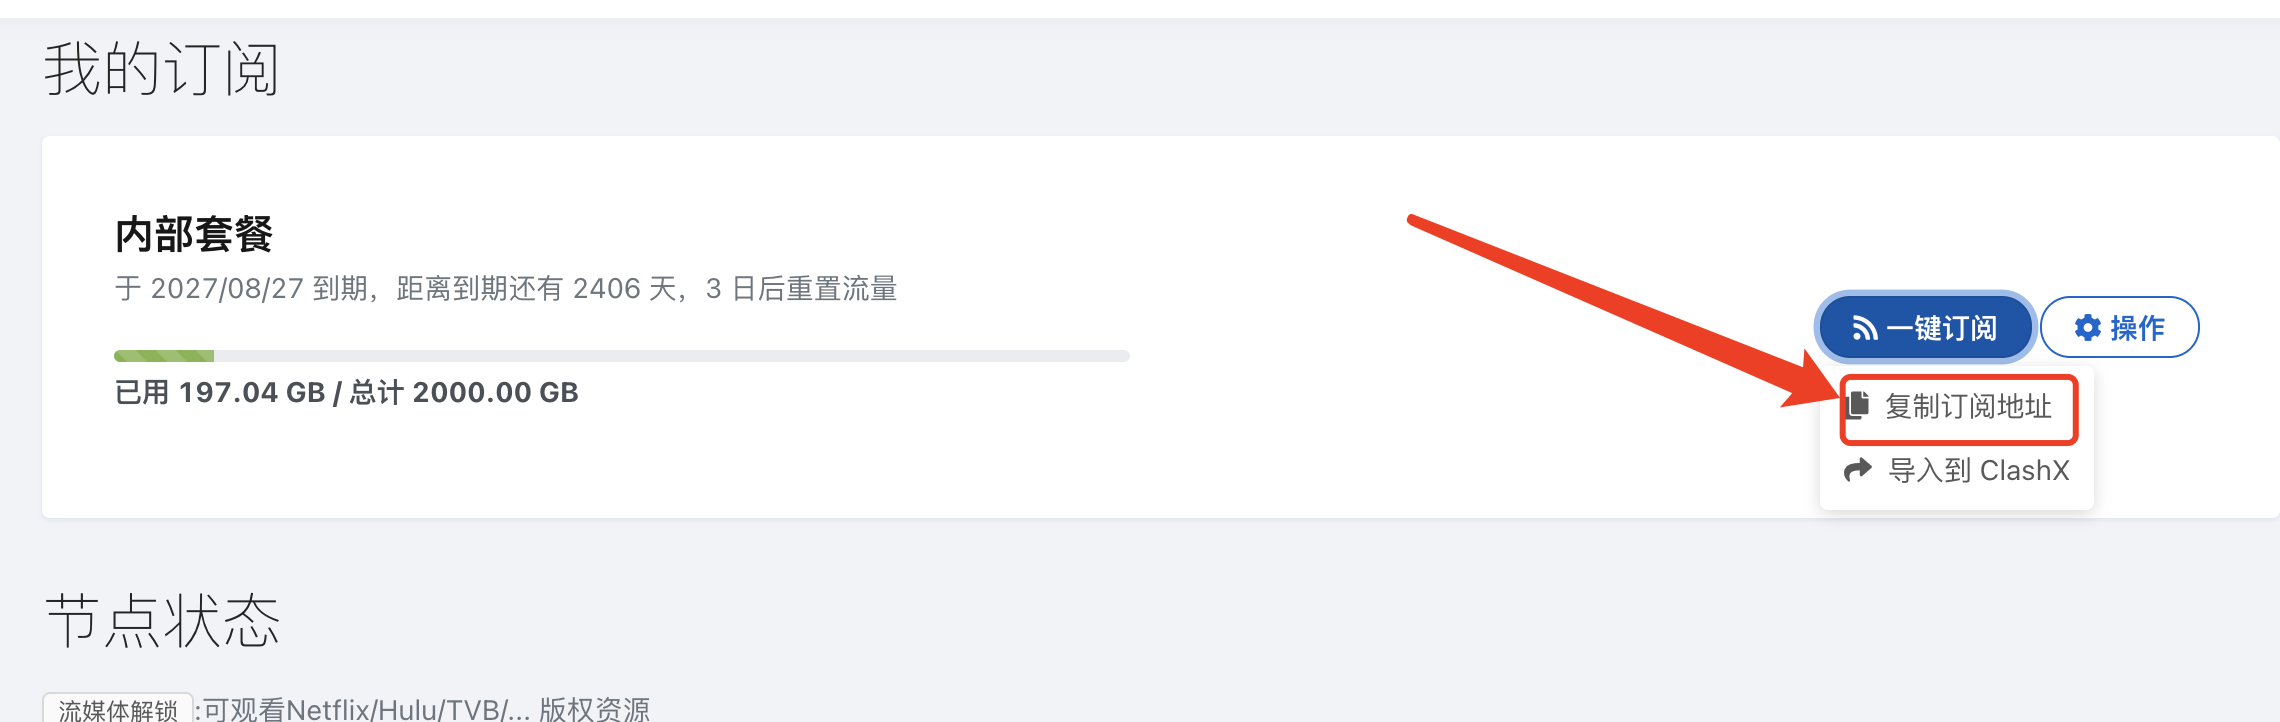 我的订阅
内部套餐
于 2027/08/27 到期，距离到期还有 2406 天，3 日后重置流量
一键订阅
操作
已用 197.04 GB / 总计 2000.00 GB
复制订阅地址
导入到 ClashX
节点状态
流媒体解锁:可观看Netflix/Hulu/TVB/... 版权资源